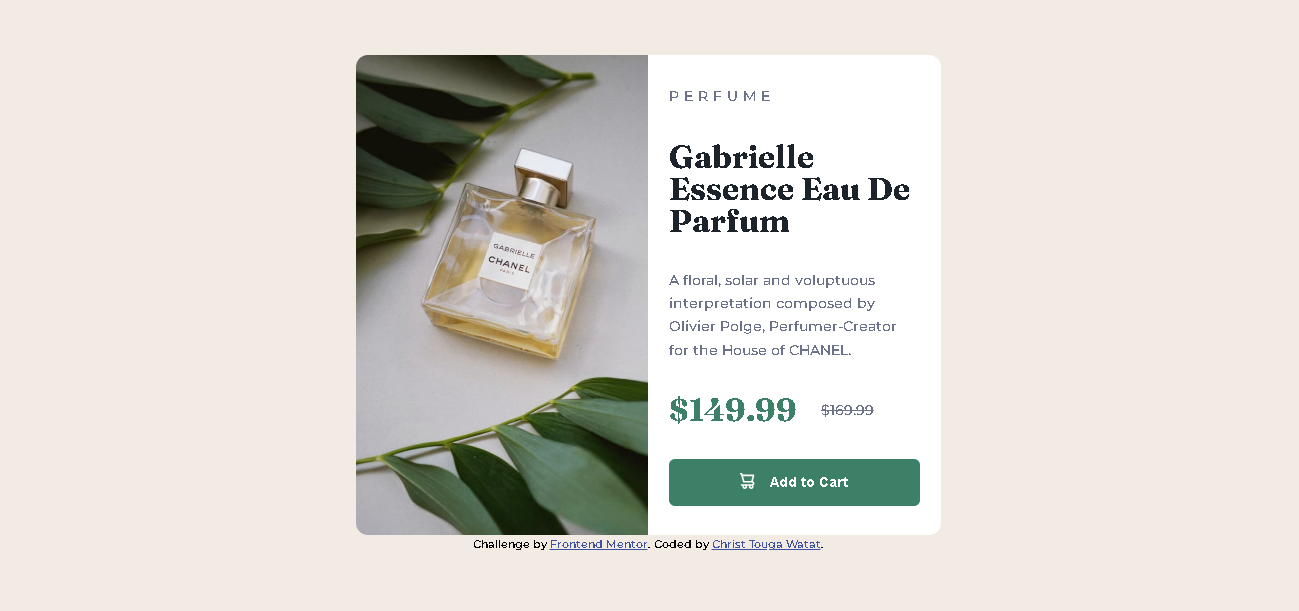 GABRIELLE
CHANEL
PARIS
PERFUME
Gabrielle
Essence Eau De
Parfum
A floral, solar and voluptuous
interpretation composed by
Olivier Polge, Perfumer-Creator
for the House of CHANEL.
$149.99 $169.99
Add to Cart
Challenge by Frontend Mentor. Coded by Christ Touga Watat.